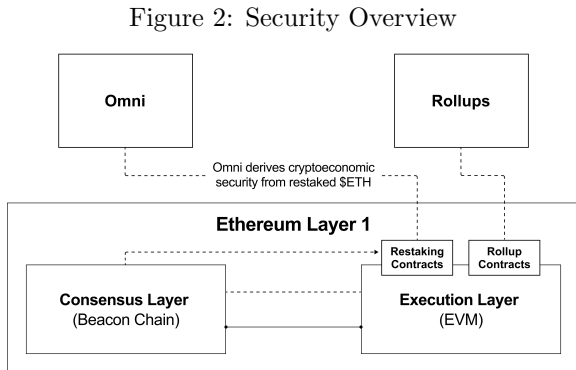 Figure 2: Security Overview
Omni
Rollups
Omni derives cryptoeconomic
security from restaked $ETH
Ethereum Layer 1
Restaking
Contracts
Rollup
Contracts
Consensus Layer
(Beacon Chain)
Execution Layer
(EVM)